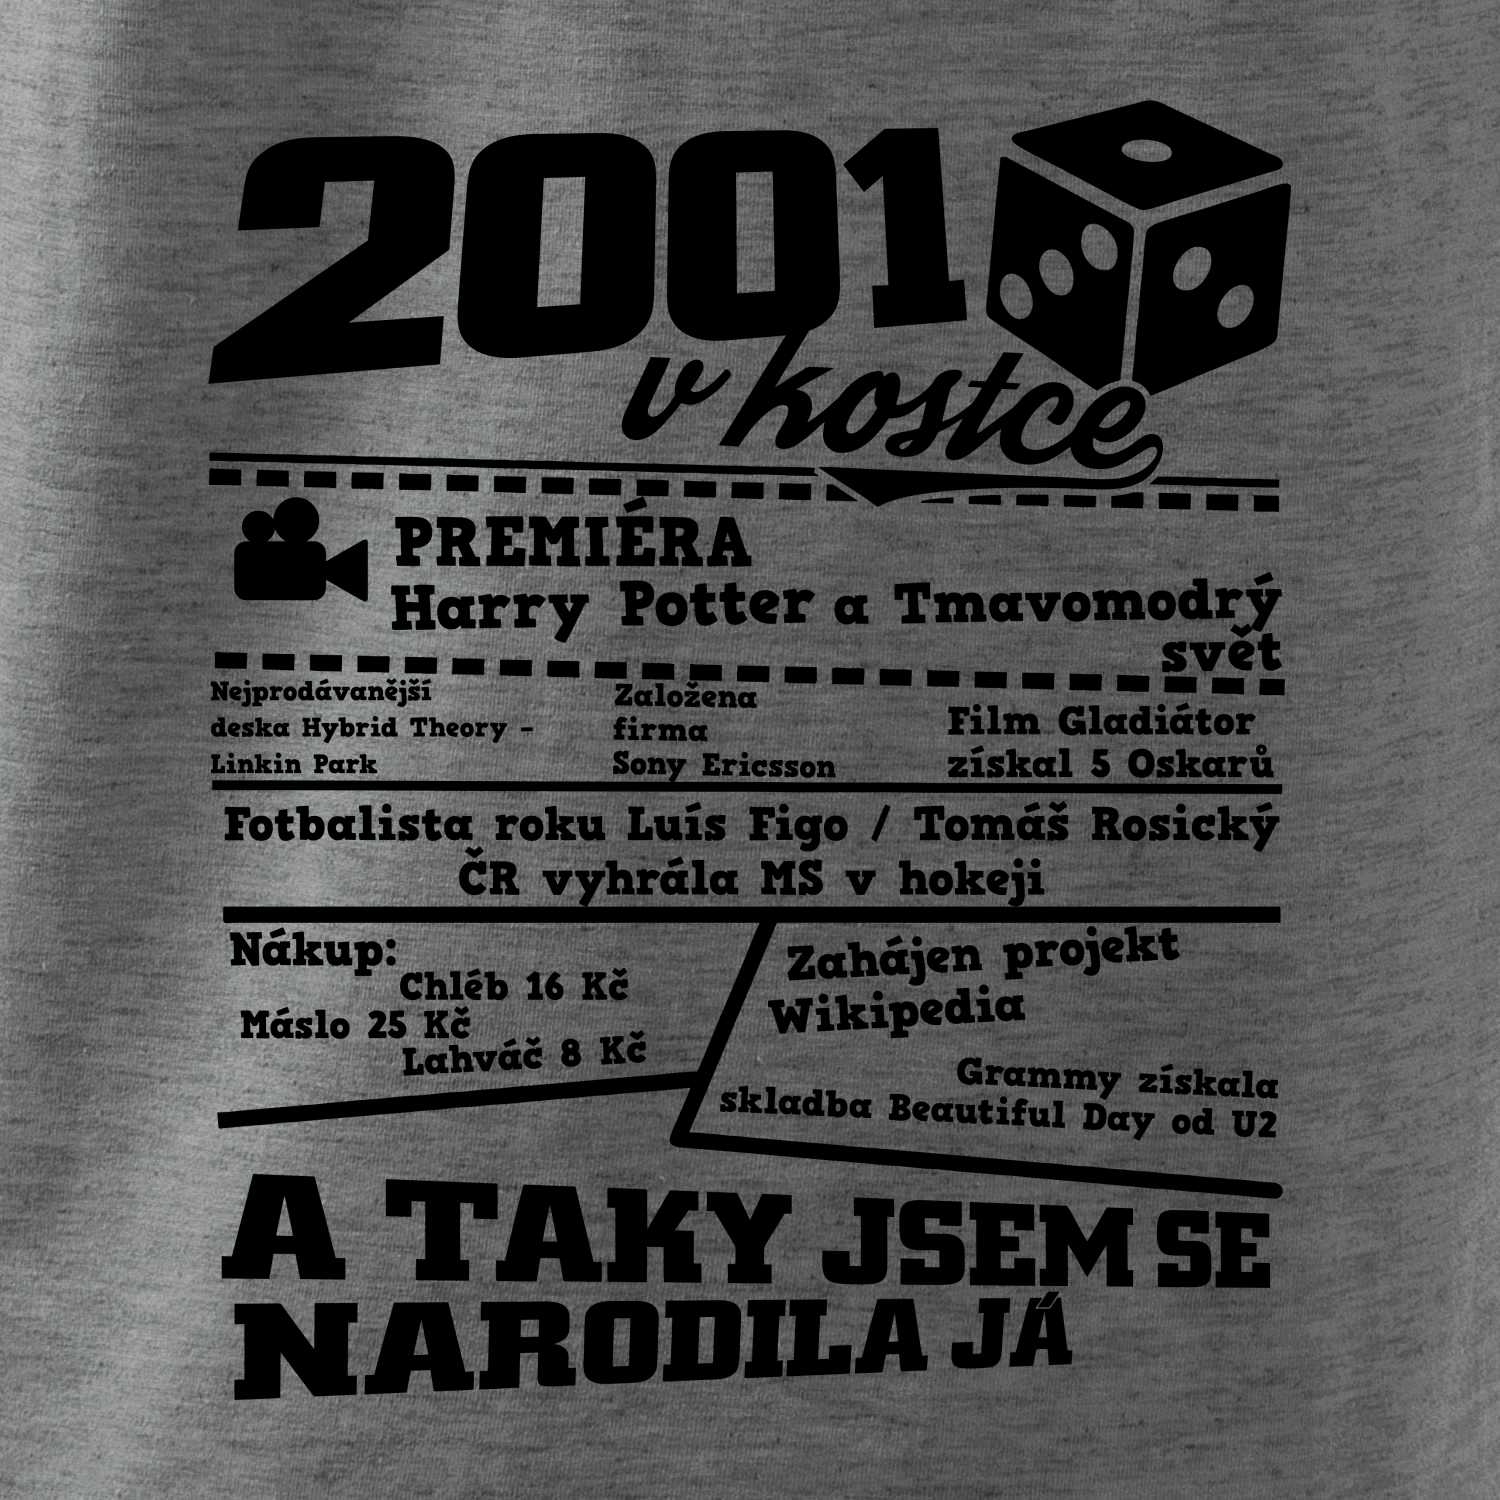 2001
v kostce
PREMIÉRA
Harry Potter a Tmavomodrý
svět
Nejprodávanější
deska Hybrid Theory -
Linkin Park
Založena
firma
Sony Ericsson
Film Gladiátor
získal 5 Oskarů
Fotbalista roku Luís Figo / Tomáš Rosický
ČR vyhrála MS v hokeji
Nákup:
Chléb 16 Kč
Máslo 25 Kč
Lahváč 8 Kč
Zahájen projekt
Wikipedia
Grammy získala
skladba Beautiful Day od U2
A TAKY JSEM SE
NARODILA JÁ